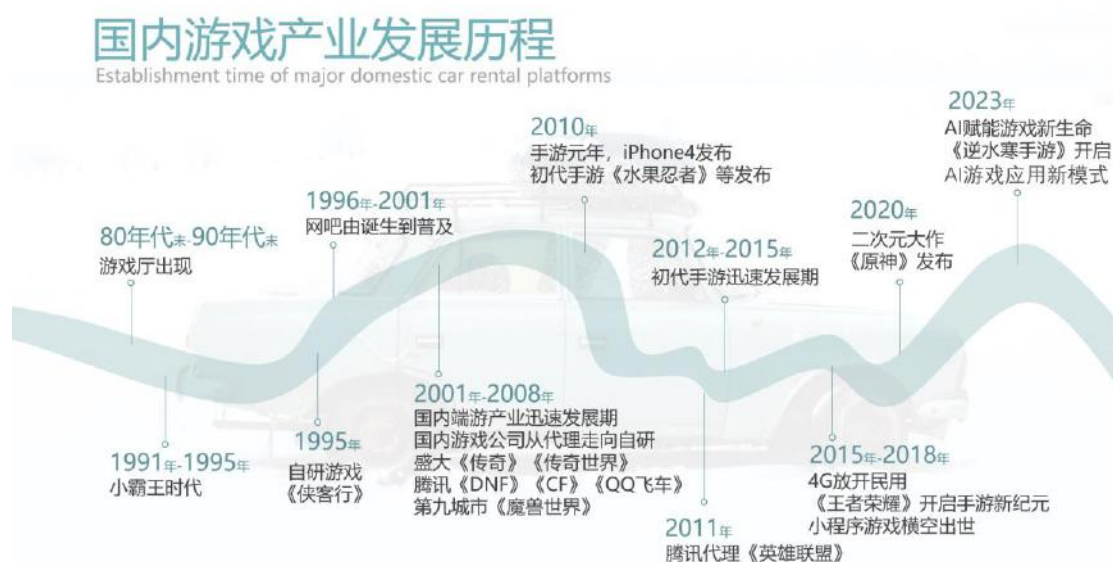 国内游戏产业发展历程
Establishment time of major domestic car rental platforms
80年代末-90年代末
游戏厅出现
1991年-1995年
小霸王时代
1995年
自研游戏
《侠客行》
1996年-2001年
网吧由诞生到普及
2001年-2008年
国内端游产业迅速发展期
国内游戏公司从代理走向自研
盛大《传奇》《传奇世界》
腾讯《DNF》《CF》《QQ飞车》
第九城市《魔兽世界》
2010年
手游元年，iPhone4发布
初代手游《水果忍者》等发布
2011年
腾讯代理《英雄联盟》
2012年-2015年
初代手游迅速发展期
2015年-2018年
4G放开民用
《王者荣耀》开启手游新纪元
小程序游戏横空出世
2020年
二次元大作
《原神》发布
2023年
AI赋能游戏新生命
《逆水寒手游》开启
AI游戏应用新模式